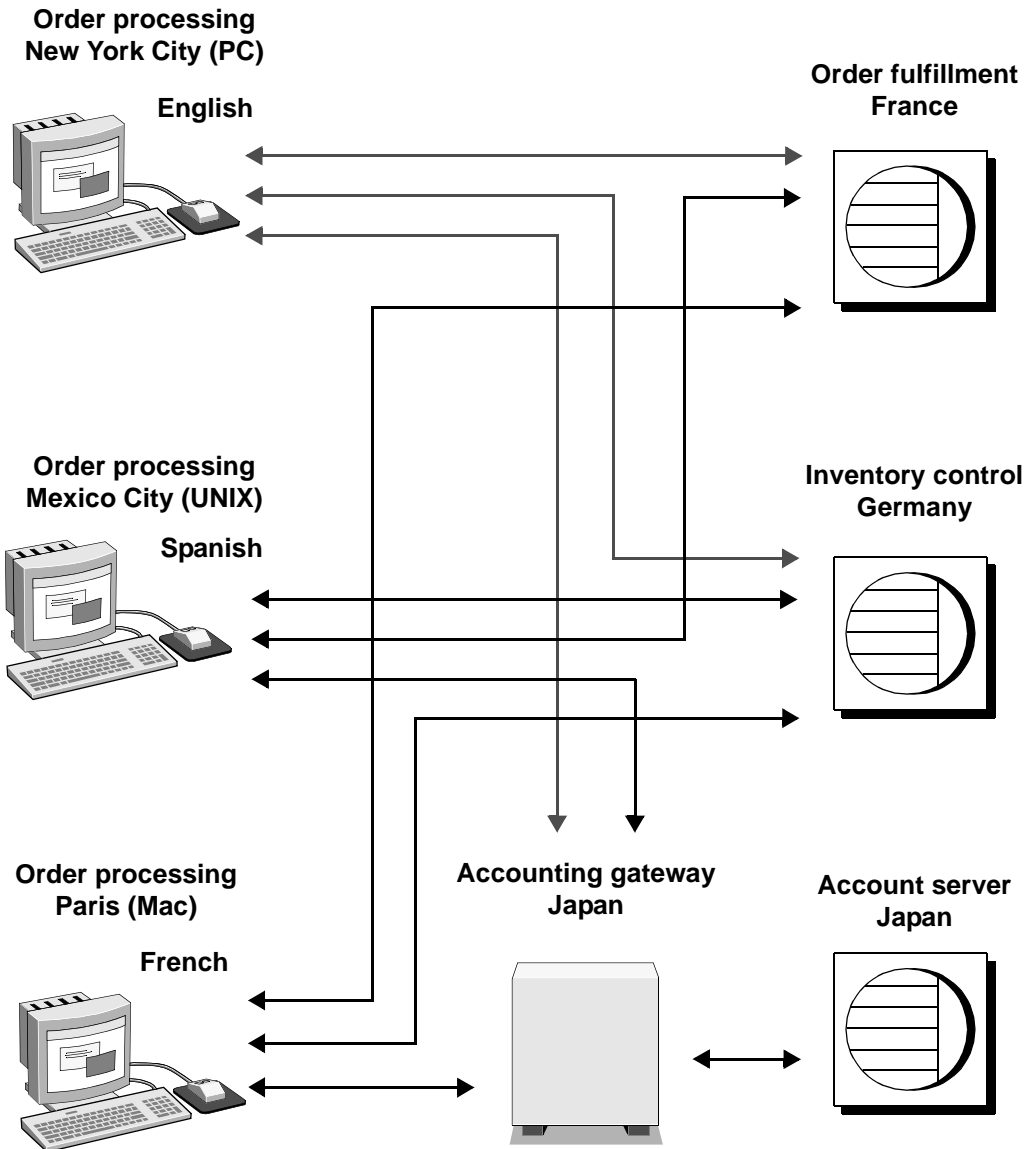 Order processing
New York City (PC)
English
Order fulfillment
France
Order processing
Mexico City (UNIX)
Spanish
Inventory control
Germany
Order processing
Paris (Mac)
French
Accounting gateway
Japan
Account server
Japan